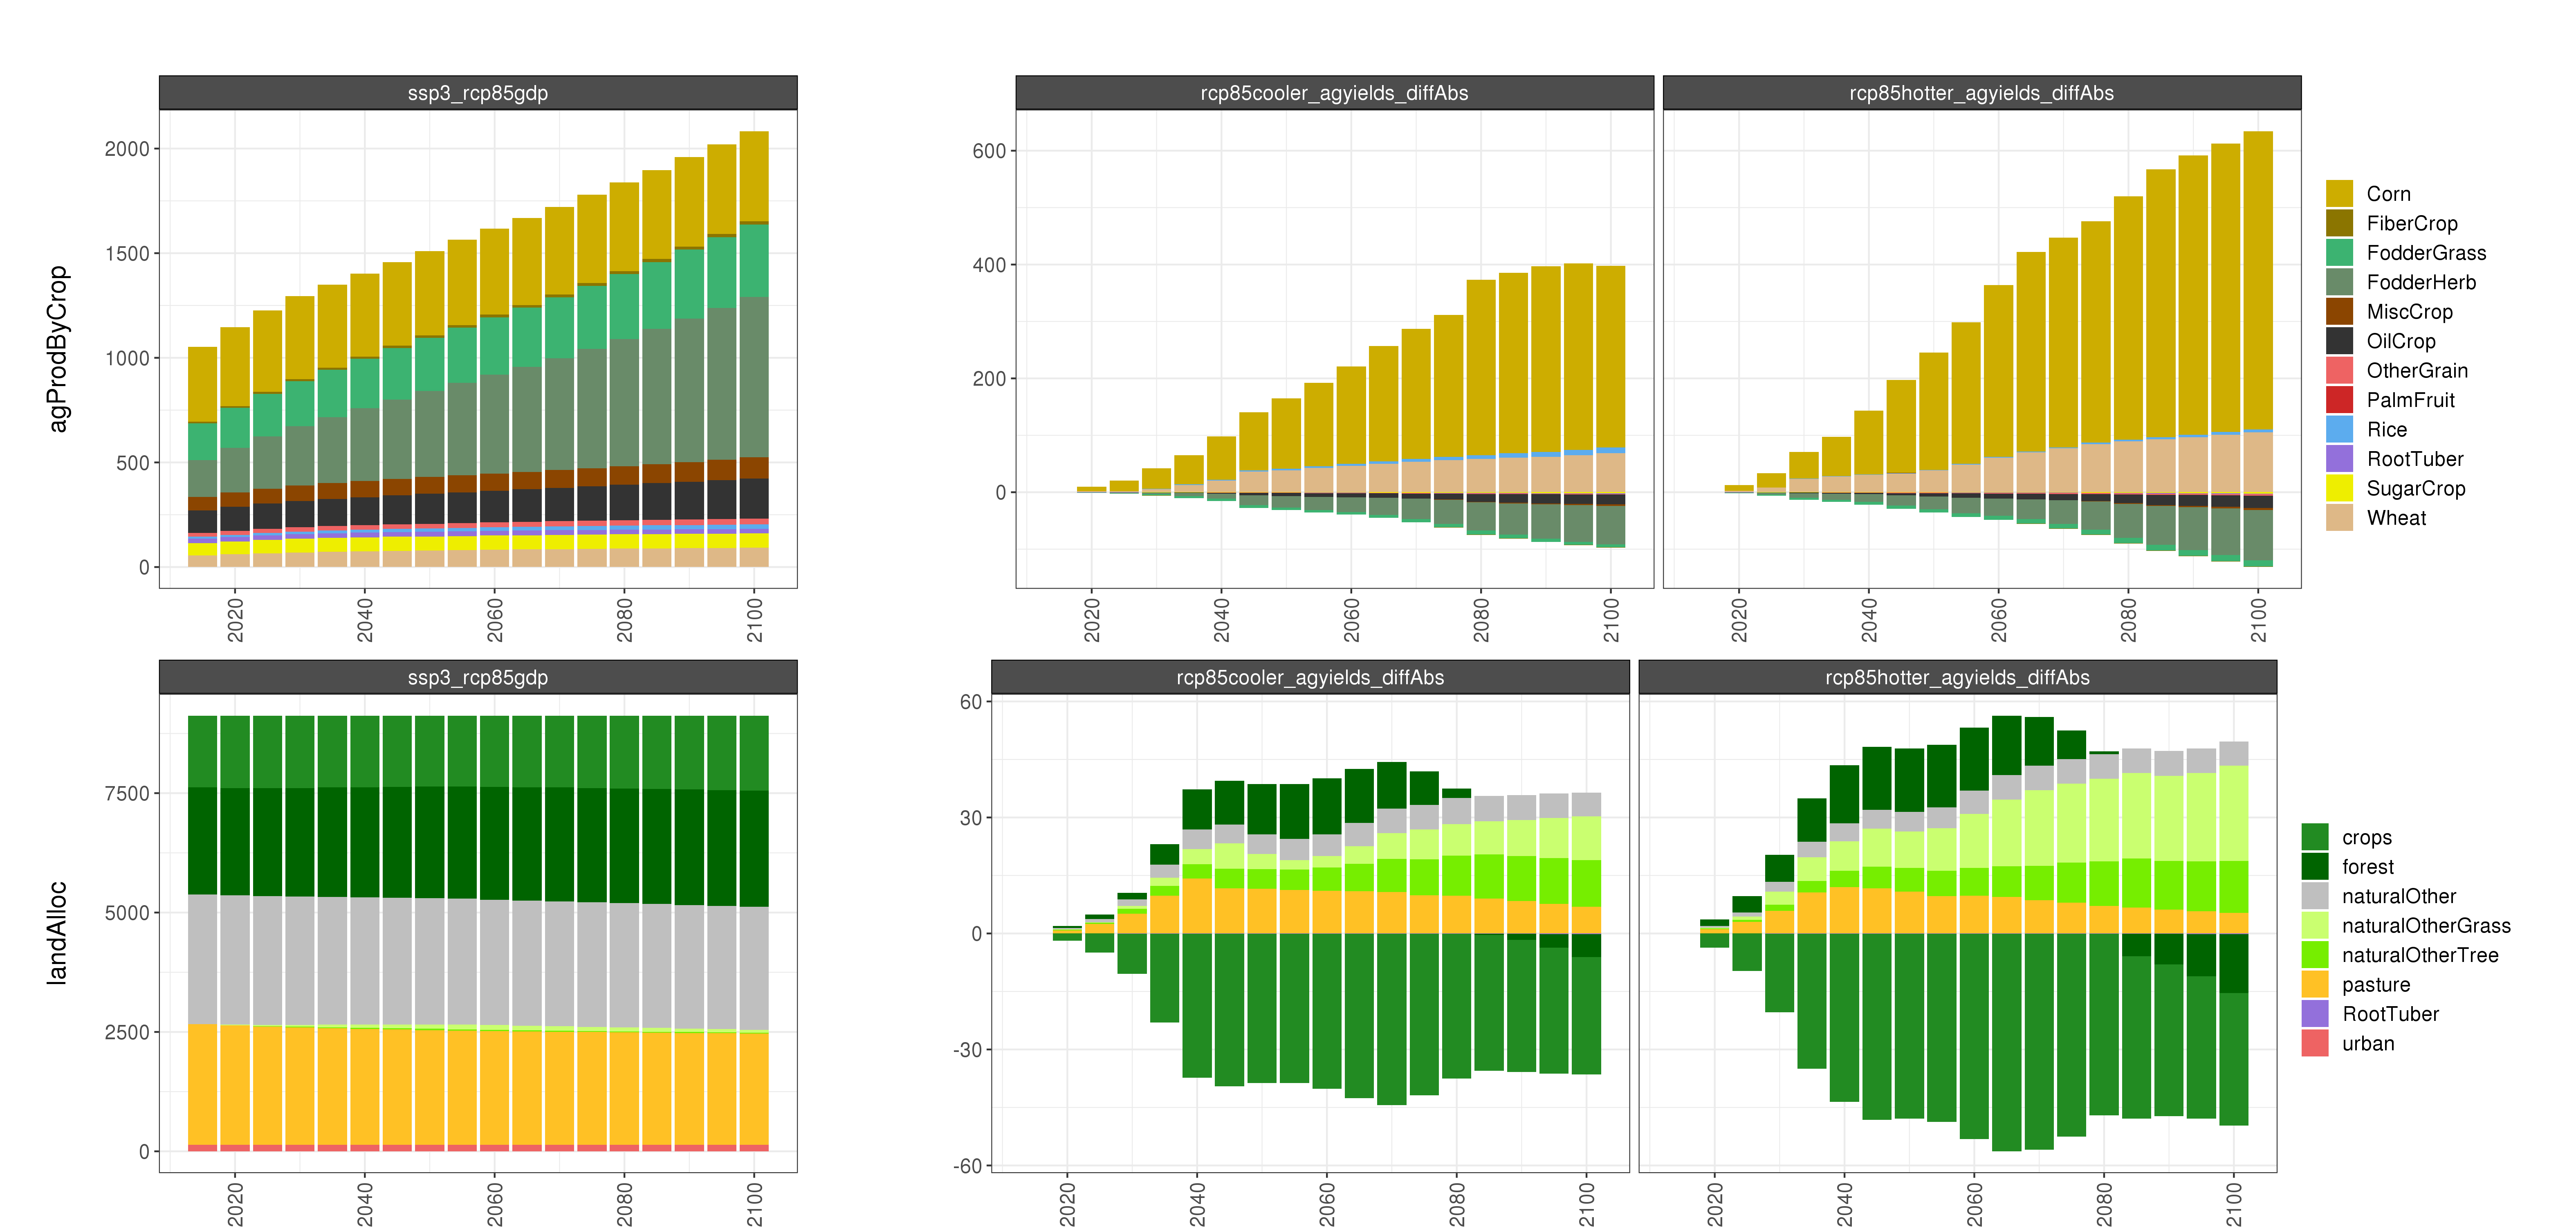 ssp3_rcp85gdp
rcp85cooler_agyields_diffAbs
rcp85hotter_agyields_diffAbs
agProdByCrop
2000
1500
1000
500
0
600
400
200
0
2020
2040
2060
2080
2100
2020
2040
2060
2080
2100
2020
2040
2060
2080
2100
Corn
FiberCrop
FodderGrass
FodderHerb
MiscCrop
OilCrop
OtherGrain
PalmFruit
Rice
RootTuber
SugarCrop
Wheat
ssp3_rcp85gdp
rcp85cooler_agyields_diffAbs
rcp85hotter_agyields_diffAbs
landAlloc
7500
5000
2500
0
60
30
0
-30
-60
2020
2040
2060
2080
2100
2020
2040
2060
2080
2100
2020
2040
2060
2080
2100
crops
forest
naturalOther
naturalOtherGrass
naturalOtherTree
pasture
RootTuber
urban